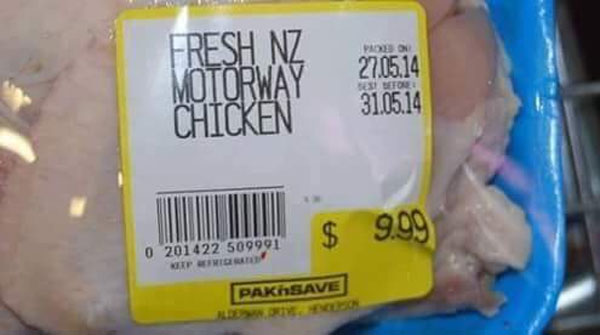 FRESH NZ
MOTORWAY
CHICKEN
PACKED ON:
27.05.14
BEST BEFORE:
31.05.14
0 201422 509991
KEEP REFRIGERATED
$ 9.99
PAKnSAVE
ALDERMAN DRIVE, HENDERSON